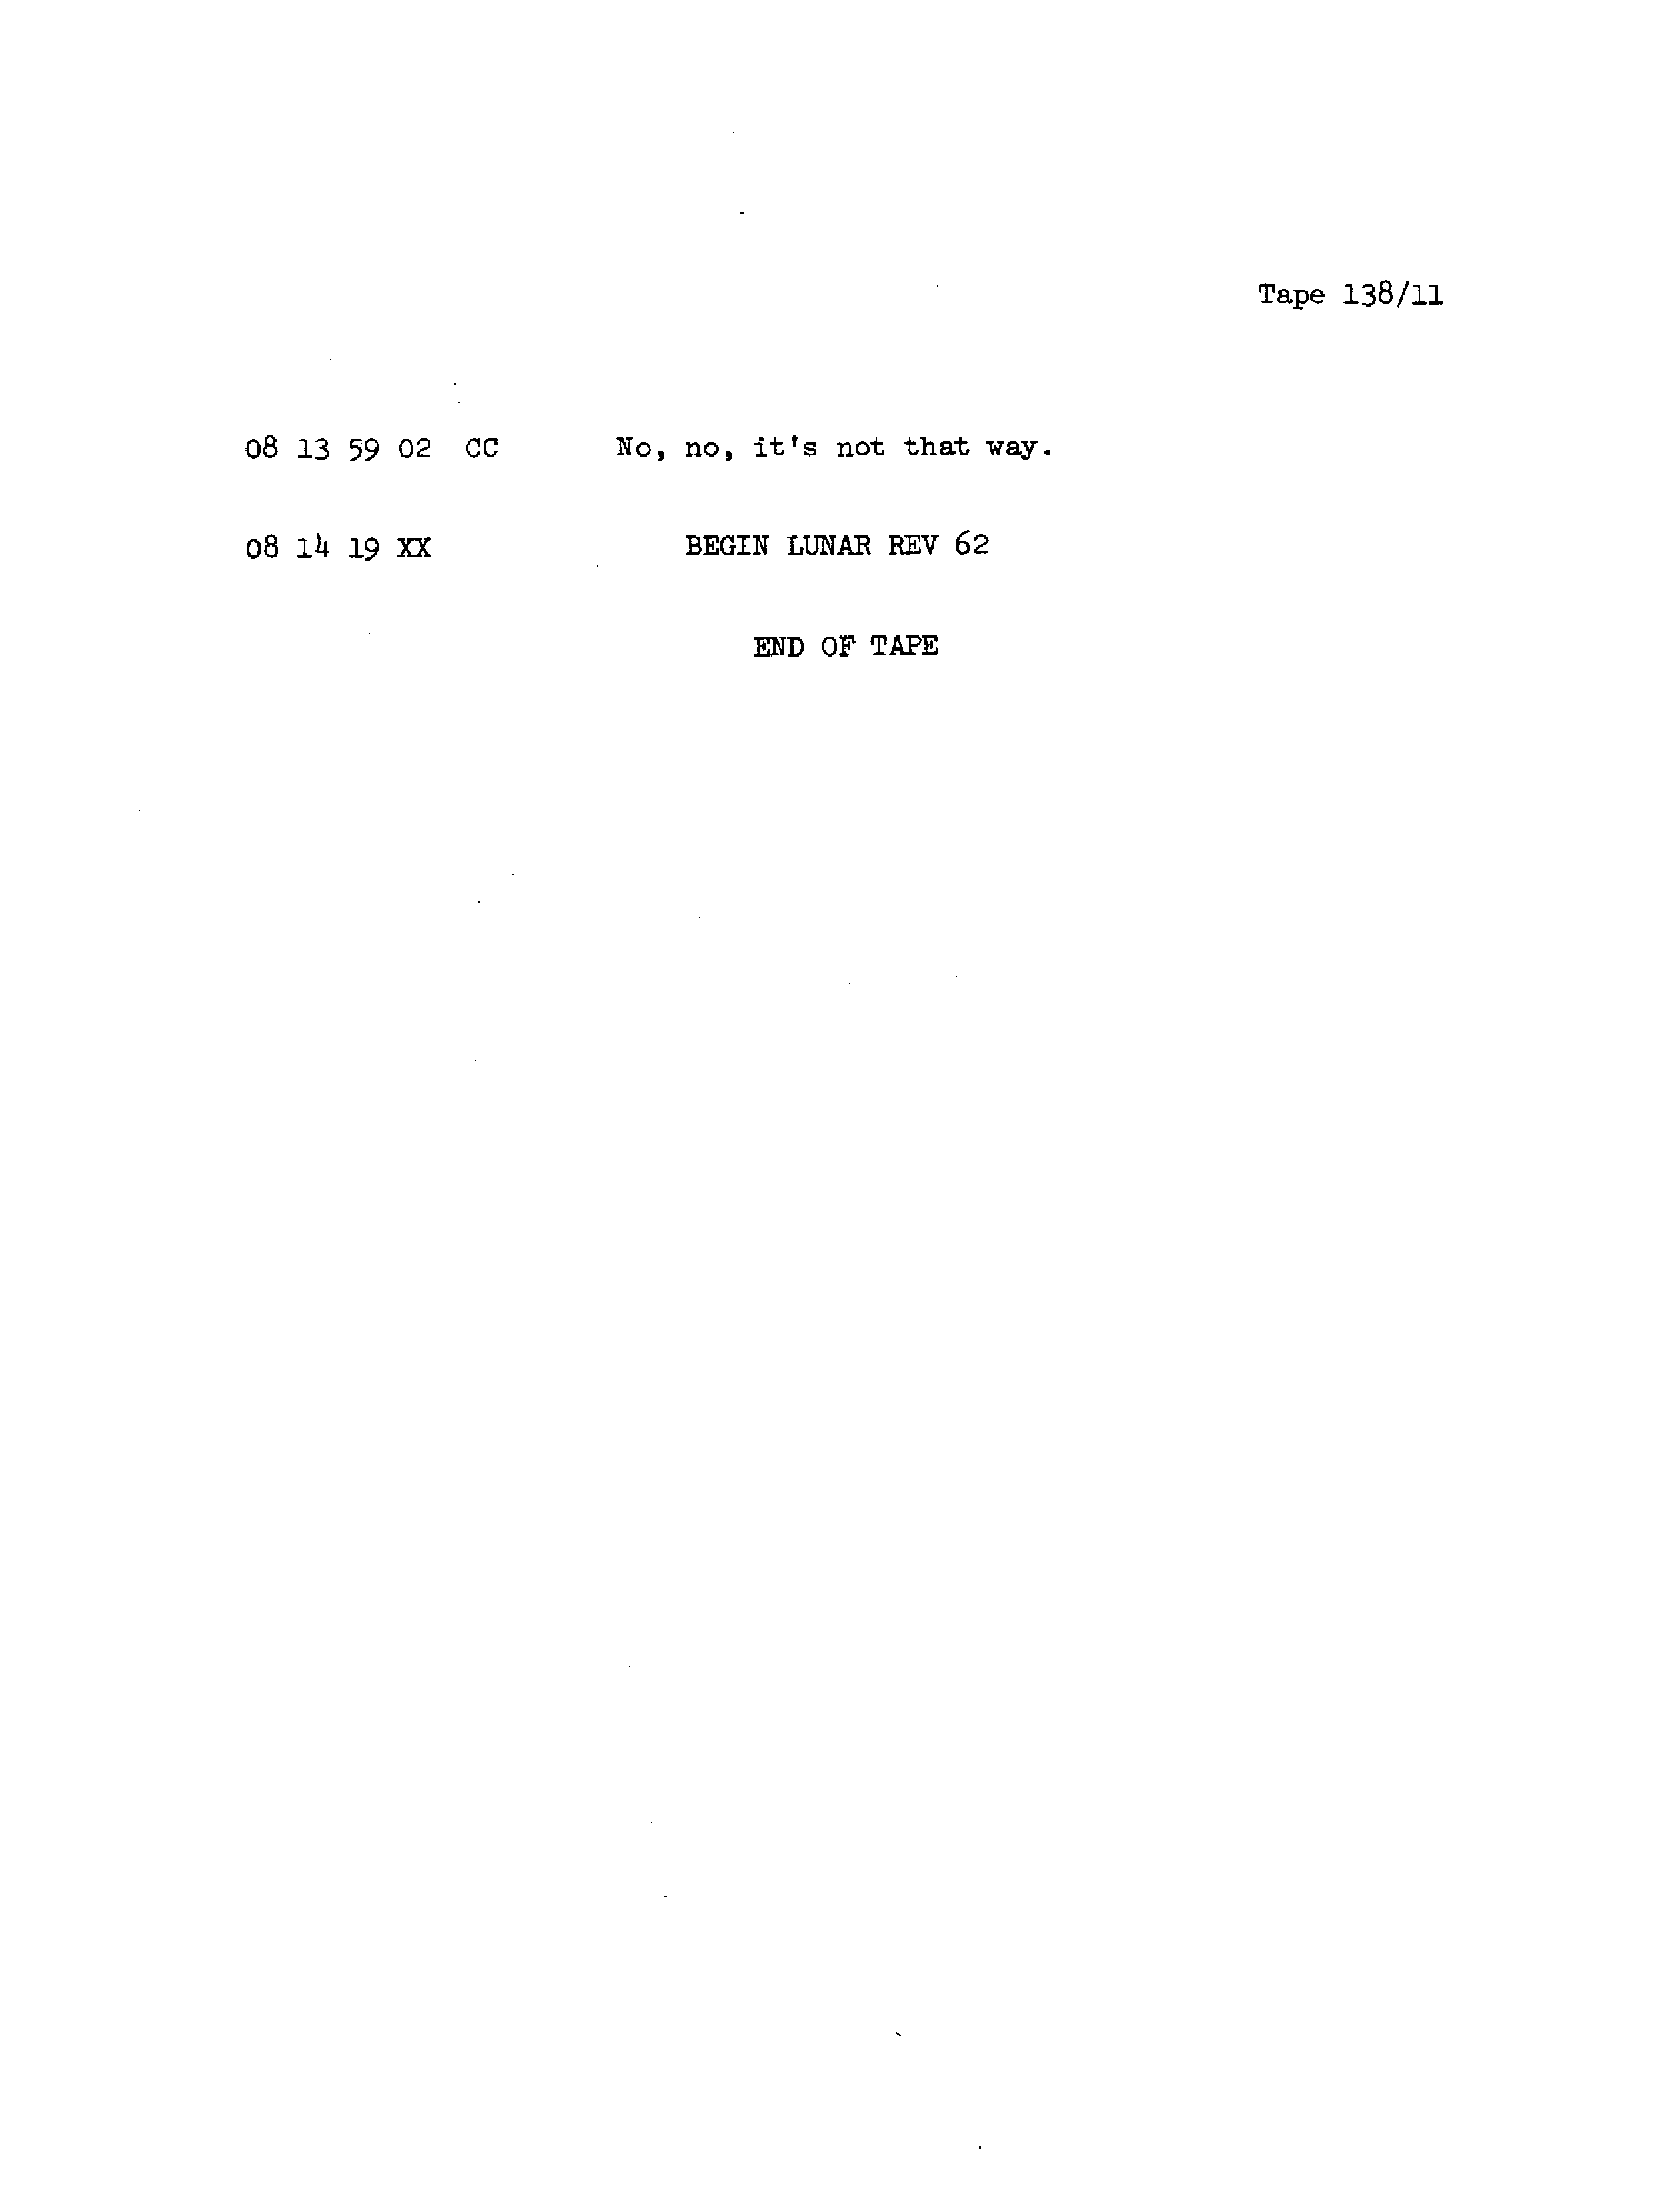 Tape 138/11
08 13 59 02 CC No, no, it's not that way.
08 14 19 XX BEGIN LUNAR REV 62
END OF TAPE